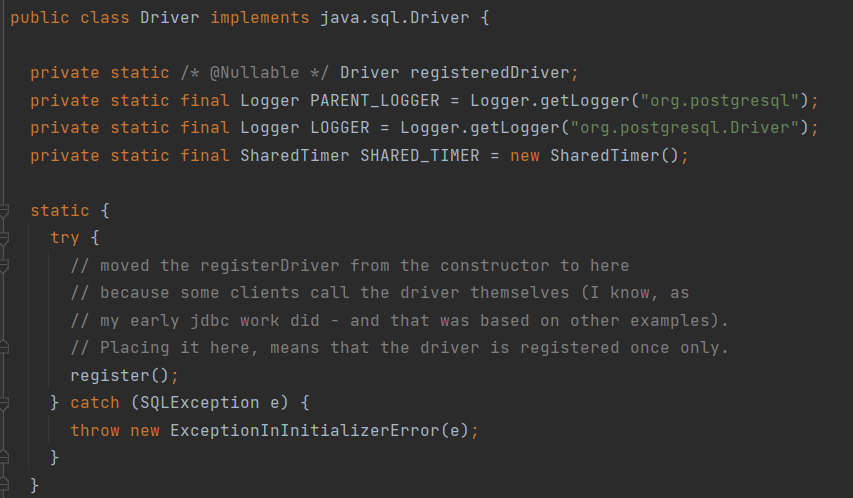 public class Driver implements java.sql.Driver {
private static /* @Nullable */ Driver registeredDriver;
private static final Logger PARENT_LOGGER = Logger.getLogger("org.postgresql");
private static final Logger LOGGER = Logger.getLogger("org.postgresql.Driver");
private static final SharedTimer SHARED_TIMER = new SharedTimer();
static {
try {
// moved the registerDriver from the constructor to here
// because some clients call the driver themselves (I know, as
// my early jdbc work did - and that was based on other examples).
// Placing it here, means that the driver is registered once only.
register();
} catch (SQLException e) {
throw new ExceptionInInitializerError(e);
}
}